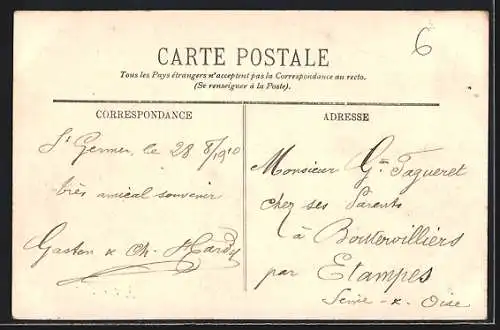 6
CARTE POSTALE
Tous les Pays étrangers n'acceptent pas la Correspondance au recto.
(Se renseigner à la Poste).
CORRESPONDANCE
St Germer, le 28 8/1910
très amical souvenir
Gaston & Ch. Hardy
ADRESSE
Monsieur Gton Fagueret
chez ses Parents
à Boutervilliers
par Etampes
Seine-&-Oise